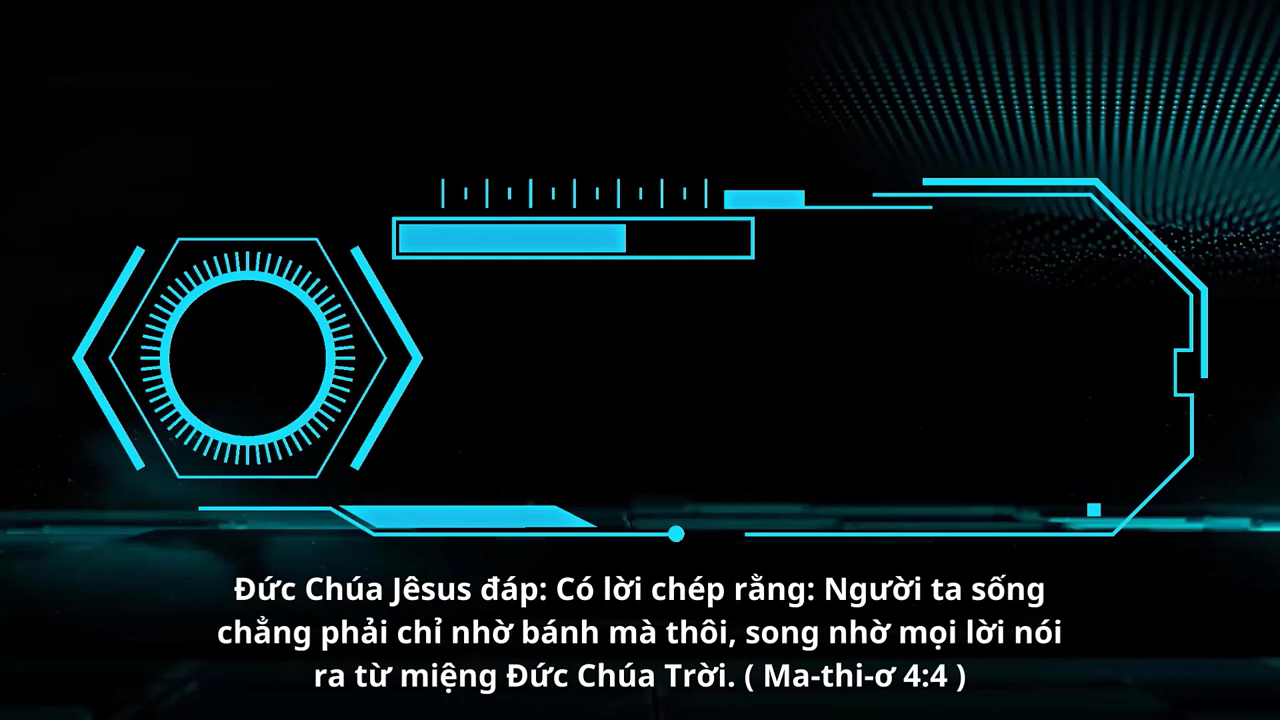 Đức Chúa Jêsus đáp: Có lời chép rằng: Người ta sống
chẳng phải chỉ nhờ bánh mà thôi, song nhờ mọi lời nói
ra từ miệng Đức Chúa Trời. ( Ma-thi-ơ 4:4 )